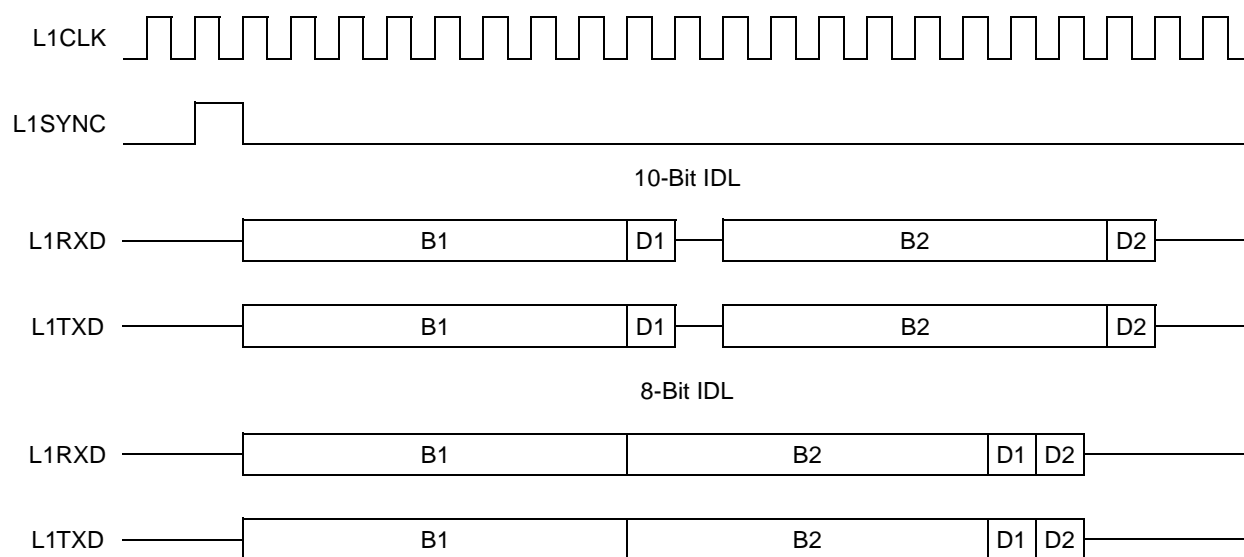 L1CLK
L1SYNC
10-Bit IDL
L1RXD B1 D1 B2 D2
L1TXD B1 D1 B2 D2
8-Bit IDL
L1RXD B1 B2 D1 D2
L1TXD B1 B2 D1 D2